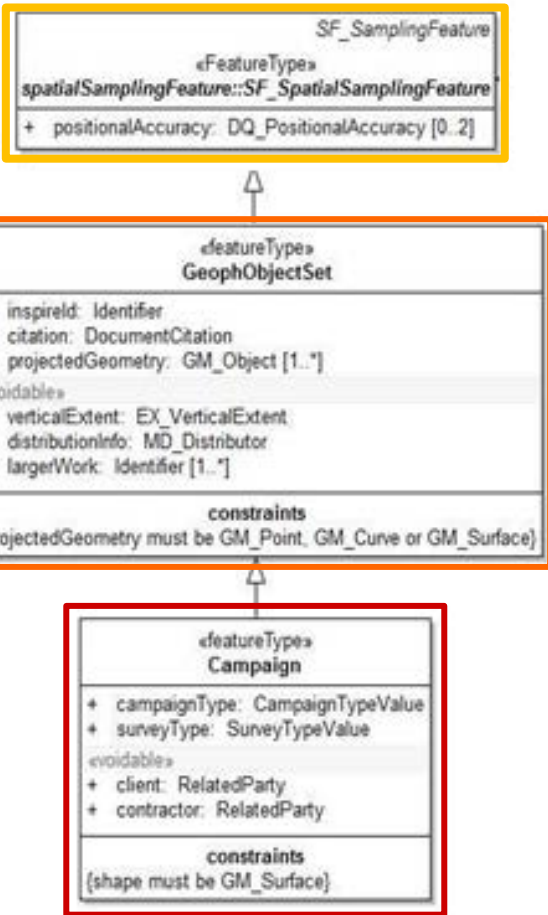 SF_SamplingFeature
«FeatureType»
spatialSamplingFeature::SF_SpatialSamplingFeature
+ positionalAccuracy: DQ_PositionalAccuracy [0..2]
«featureType»
GeophObjectSet
inspireId: Identifier
citation: DocumentCitation
projectedGeometry: GM_Object [1..*]
oidable»
verticalExtent: EX_VerticalExtent
distributionInfo: MD_Distributor
largerWork: Identifier [1..*]
constraints
ojectedGeometry must be GM_Point, GM_Curve or GM_Surface}
«featureType»
Campaign
+ campaignType: CampaignTypeValue
+ surveyType: SurveyTypeValue
«voidable»
+ client: RelatedParty
+ contractor: RelatedParty
constraints
{shape must be GM_Surface}